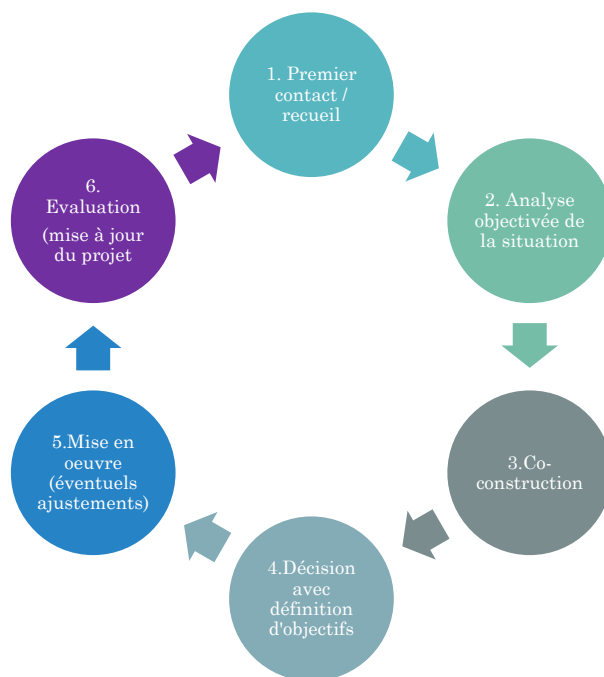 1. Premier
contact /
recueil
2. Analyse
objectivée de
la situation
3.Co-
construction
4.Décision
avec
définition
d'objectifs
5.Mise en
oeuvre
(éventuels
ajustements)
6.
Evaluation
(mise à jour
du projet